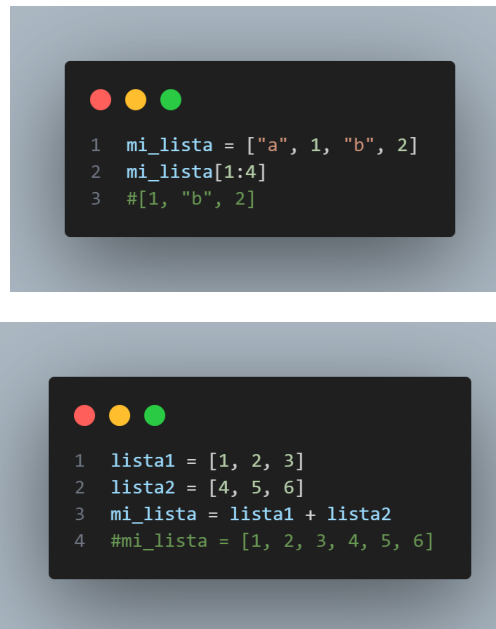 1 mi_lista = ["a", 1, "b", 2]
2 mi_lista[1:4]
3 #[1, "b", 2]
1 lista1 = [1, 2, 3]
2 lista2 = [4, 5, 6]
3 mi_lista = lista1 + lista2
4 #mi_lista = [1, 2, 3, 4, 5, 6]